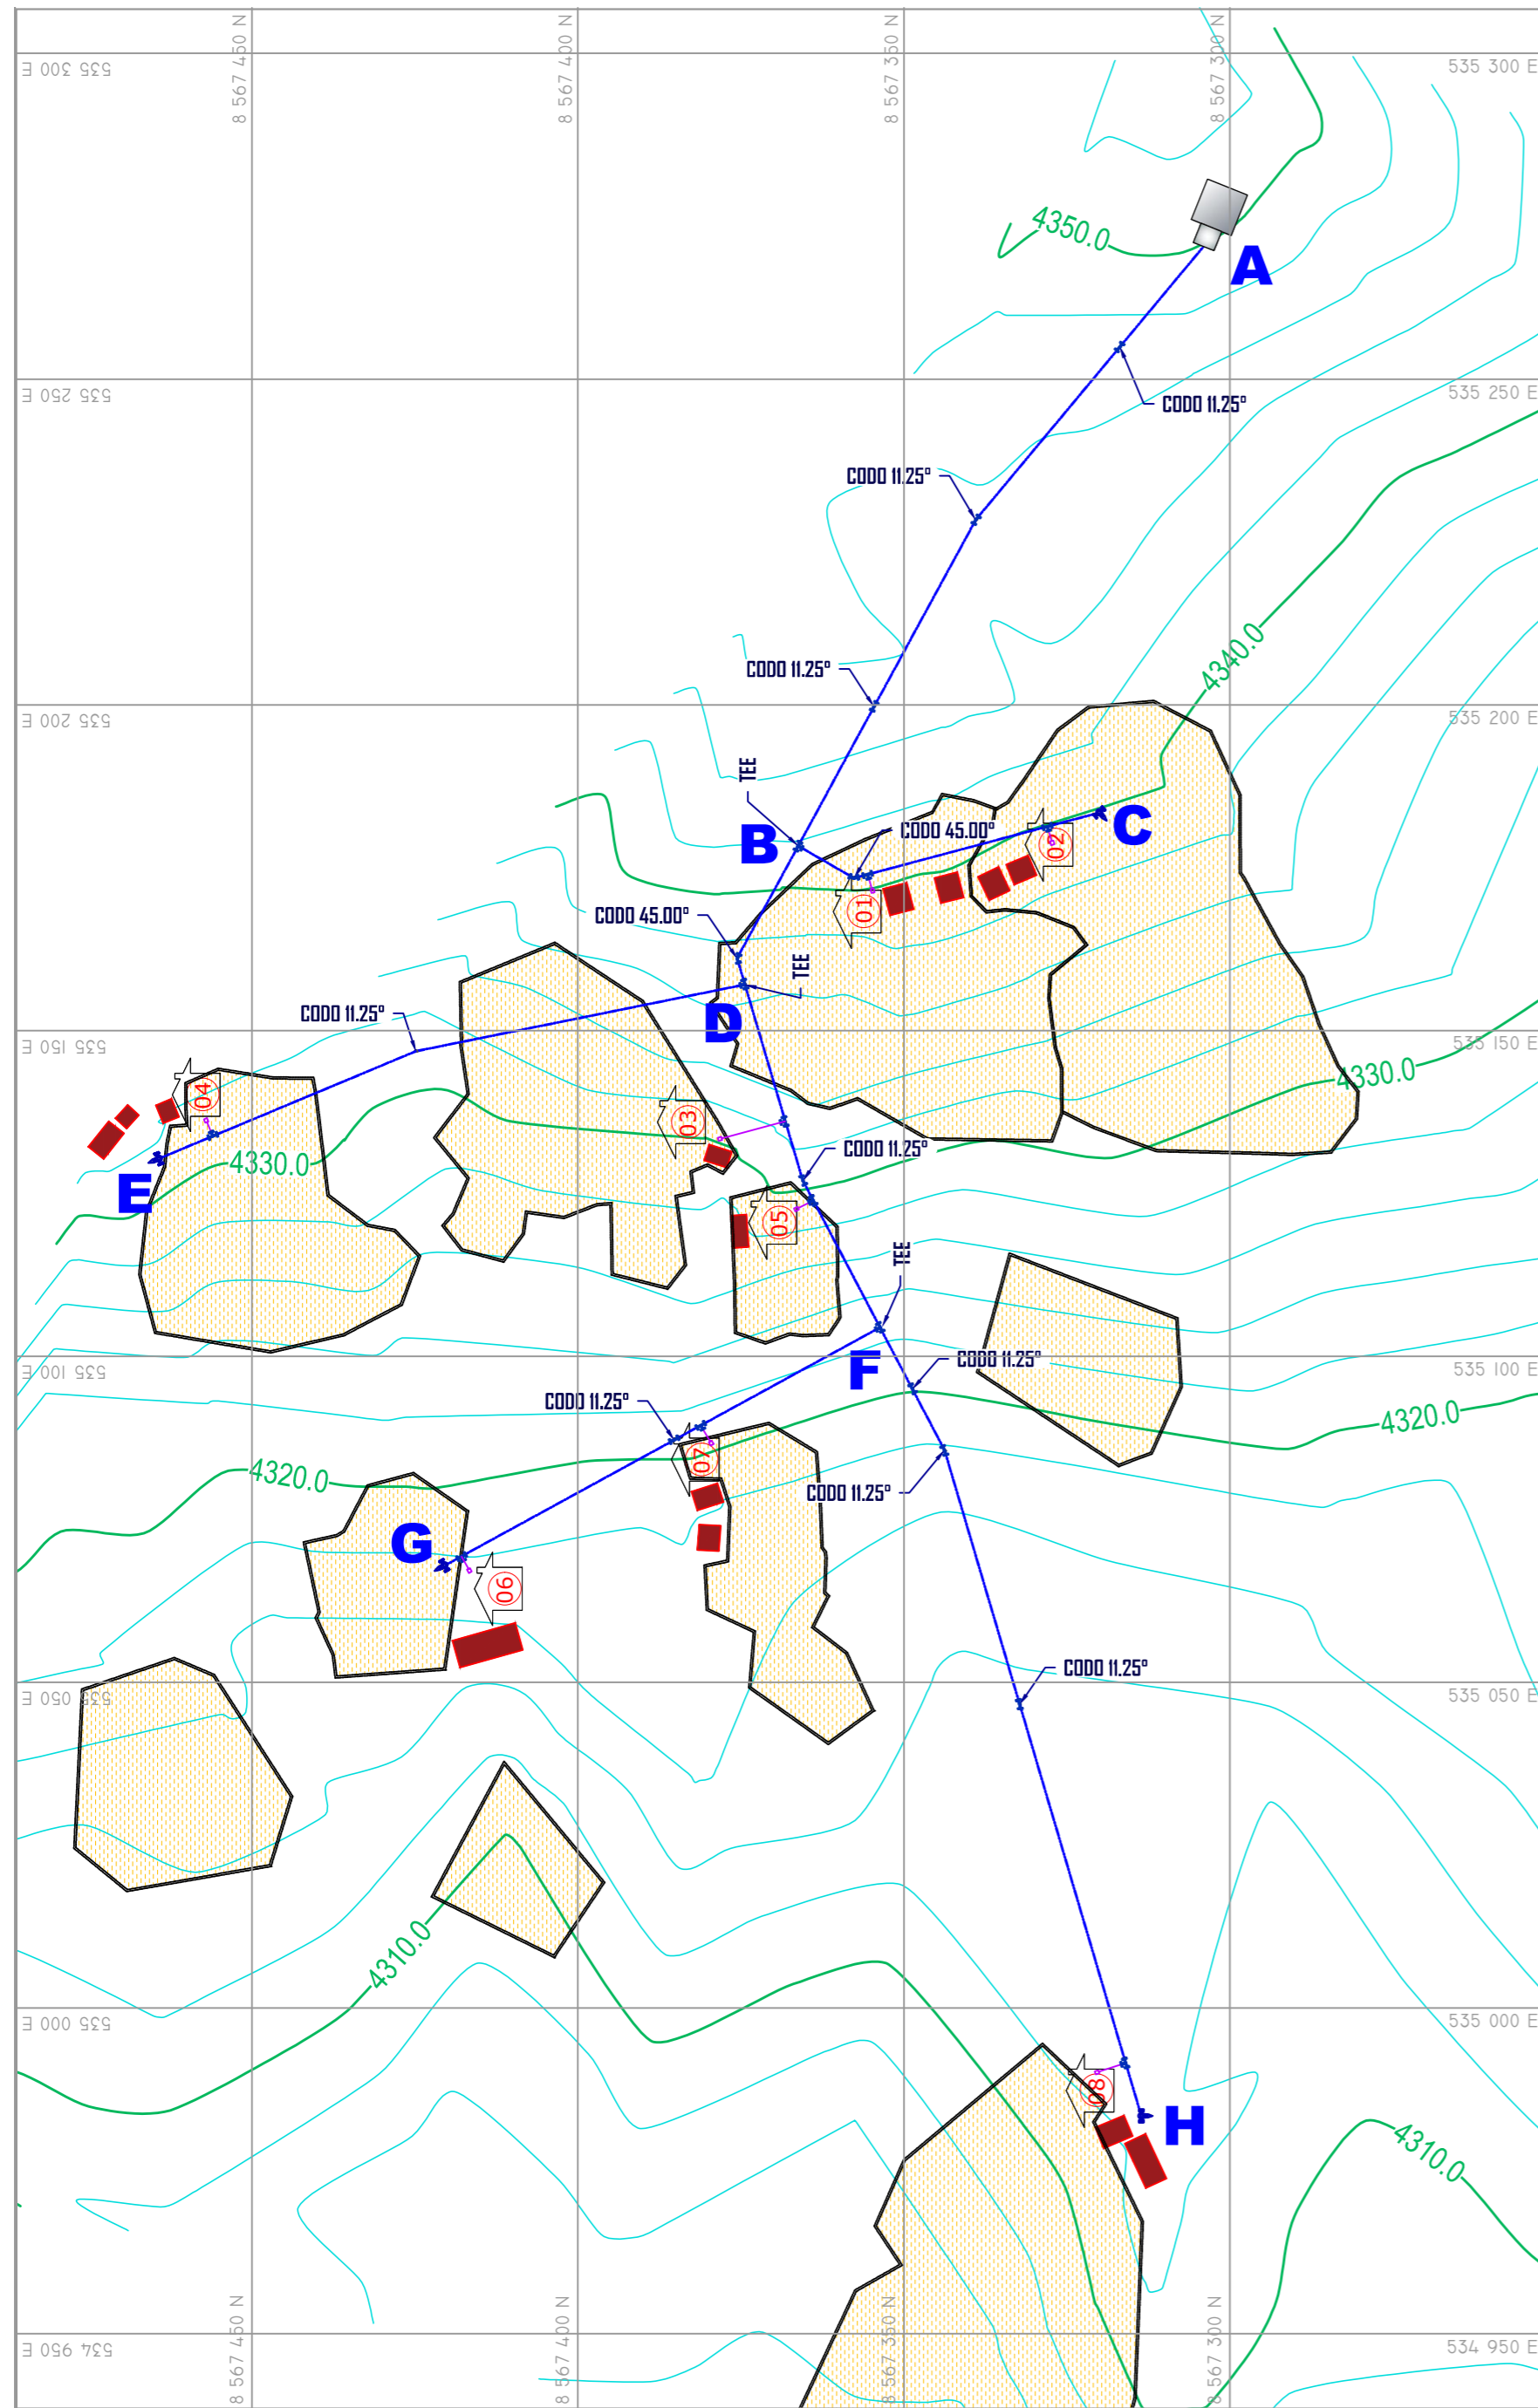 8 567 450 N
8 567 400 N
8 567 350 N
8 567 300 N
535 300 E
535 300 E
4350.0
A
535 250 E
535 250 E
CODO 11.25°
CODO 11.25°
4340.0
CODO 11.25°
535 200 E
535 200 E
TEE
B
CODO 45.00°
C
02
01
CODO 45.00°
TEE
CODO 11.25°
D
535 150 E
535 150 E
4330.0
04
03
CODO 11.25°
4330.0
E
05
TEE
535 100 E
F
CODO 11.25°
535 100 E
CODO 11.25°
4320.0
07
4320.0
CODO 11.25°
G
06
CODO 11.25°
535 050 E
535 050 E
4310.0
535 000 E
535 000 E
08
H
4310.0
8 567 450 N
8 567 400 N
8 567 350 N
8 567 300 N
534 950 E
534 950 E